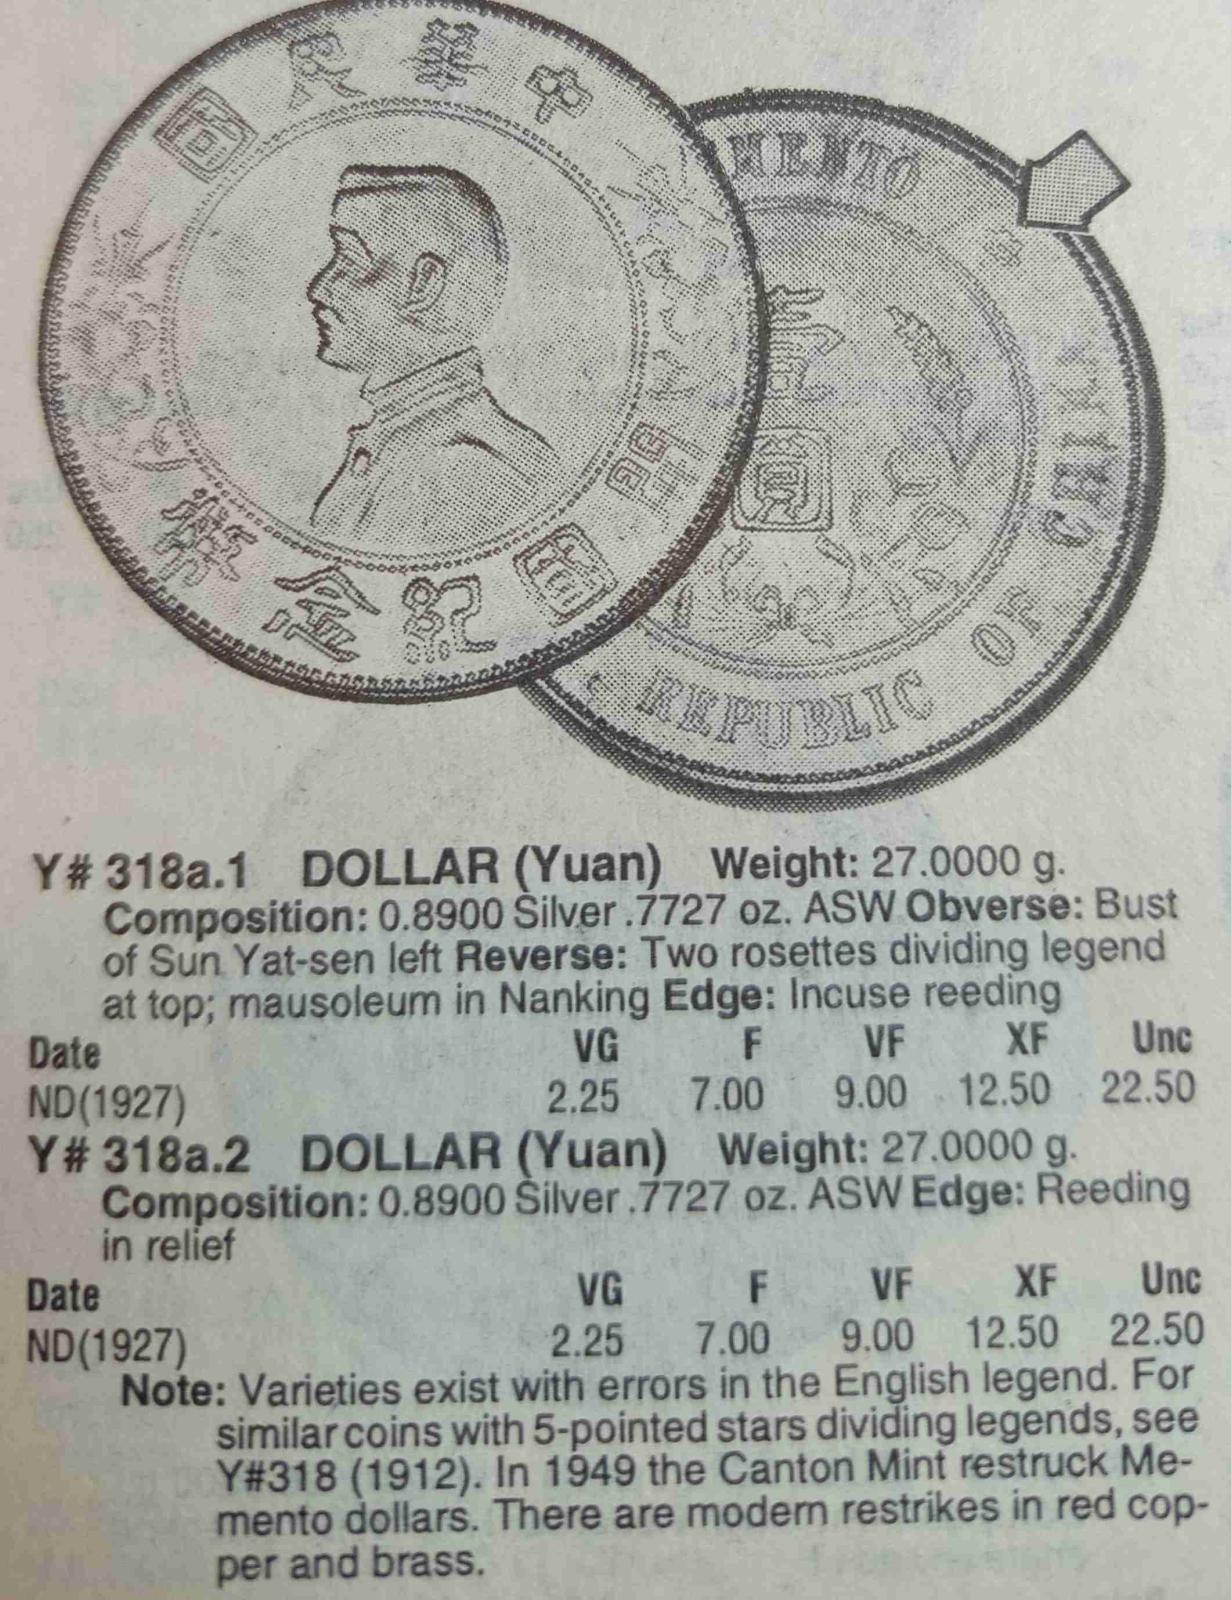 中華民國
開國紀念幣
MENTO
壹圓
REPUBLIC OF CHINA
Y# 318a.1 DOLLAR (Yuan) Weight: 27.0000 g.
Composition: 0.8900 Silver .7727 oz. ASW Obverse: Bust
of Sun Yat-sen left Reverse: Two rosettes dividing legend
at top; mausoleum in Nanking Edge: Incuse reeding
Date VG F VF XF Unc
ND(1927) 2.25 7.00 9.00 12.50 22.50
Y# 318a.2 DOLLAR (Yuan) Weight: 27.0000 g.
Composition: 0.8900 Silver .7727 oz. ASW Edge: Reeding
in relief
Date VG F VF XF Unc
ND(1927) 2.25 7.00 9.00 12.50 22.50
Note: Varieties exist with errors in the English legend. For
similar coins with 5-pointed stars dividing legends, see
Y#318 (1912). In 1949 the Canton Mint restruck Me-
mento dollars. There are modern restrikes in red cop-
per and brass.